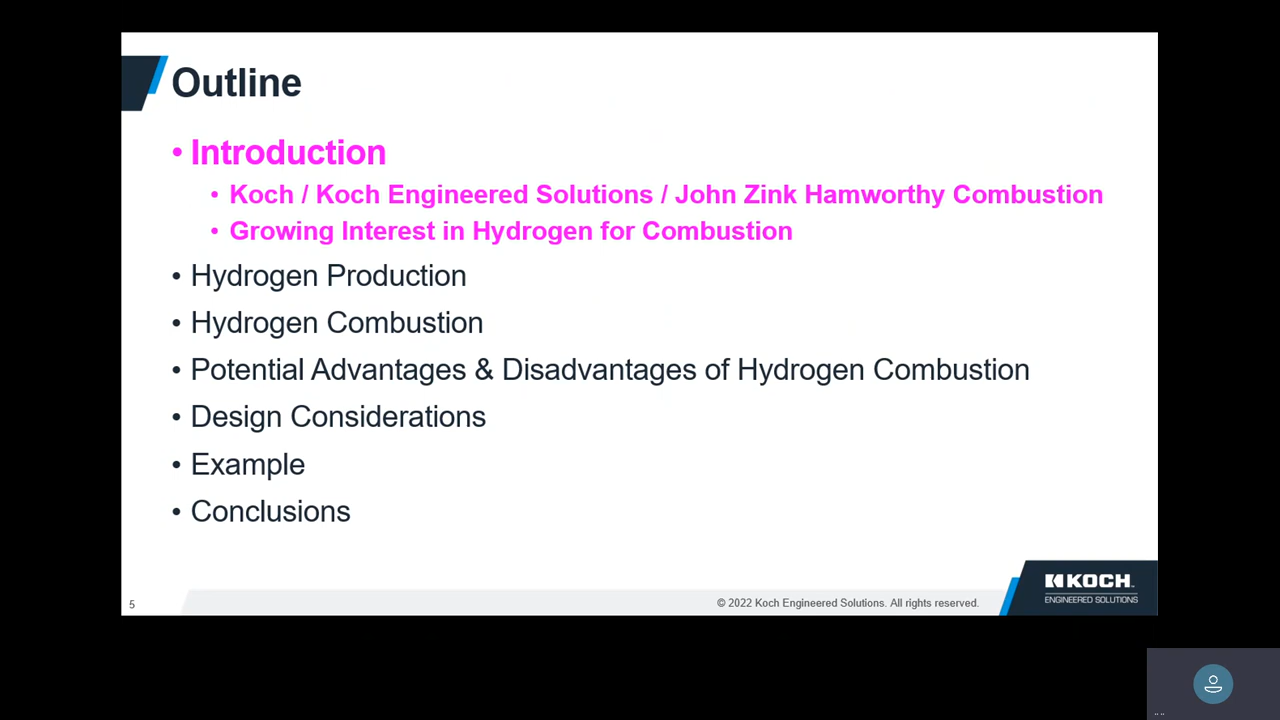 Outline
• Introduction
• Koch / Koch Engineered Solutions / John Zink Hamworthy Combustion
• Growing Interest in Hydrogen for Combustion
• Hydrogen Production
• Hydrogen Combustion
• Potential Advantages & Disadvantages of Hydrogen Combustion
• Design Considerations
• Example
• Conclusions
5
© 2022 Koch Engineered Solutions. All rights reserved.
KOCH™
ENGINEERED SOLUTIONS